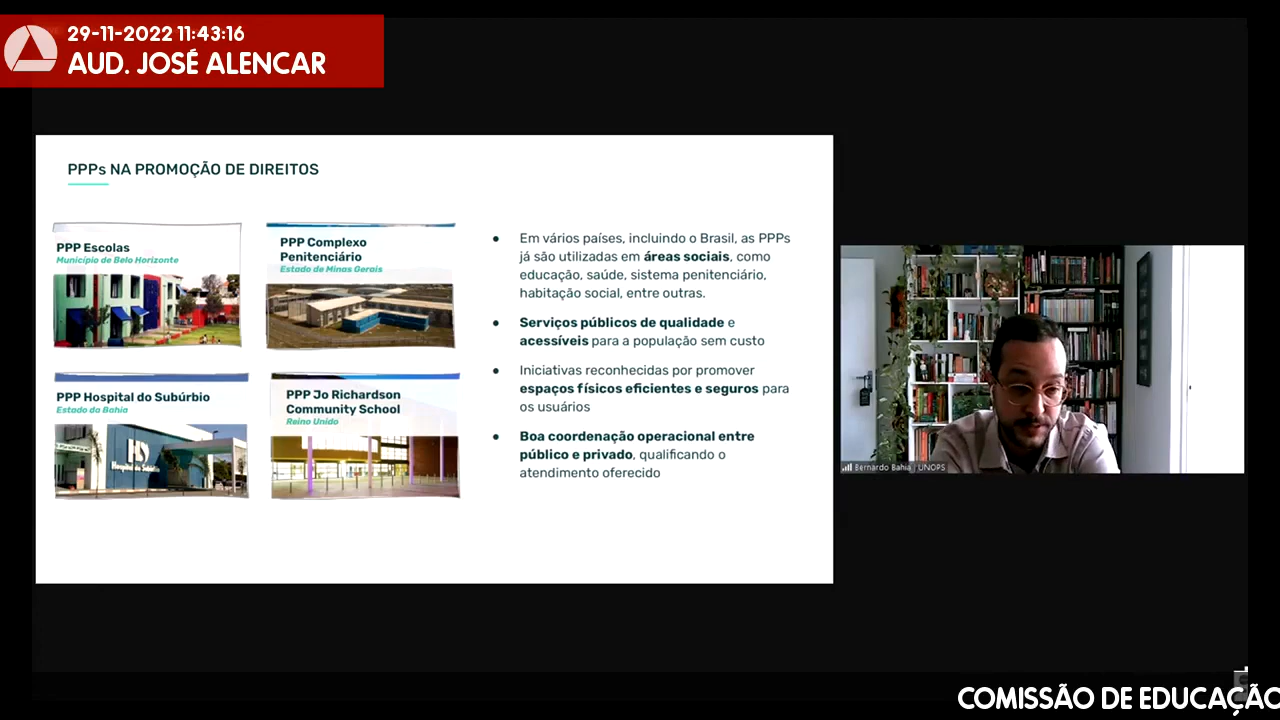 29-11-2022 11:43:16
AUD. JOSÉ ALENCAR
PPPs NA PROMOÇÃO DE DIREITOS
PPP Escolas
Município de Belo Horizonte
PPP Complexo
Penitenciário
Estado de Minas Gerais
PPP Hospital do Subúrbio
Estado da Bahia
HS
Hospital do Subúrbio
PPP Jo Richardson
Community School
Reino Unido
● Em vários países, incluindo o Brasil, as PPPs
já são utilizadas em áreas sociais, como
educação, saúde, sistema penitenciário,
habitação social, entre outras.
● Serviços públicos de qualidade e
acessíveis para a população sem custo
● Iniciativas reconhecidas por promover
espaços físicos eficientes e seguros para
os usuários
● Boa coordenação operacional entre
público e privado, qualificando o
atendimento oferecido
Bernardo Bahia | UNOPS
COMISSÃO DE EDUCAÇÃO